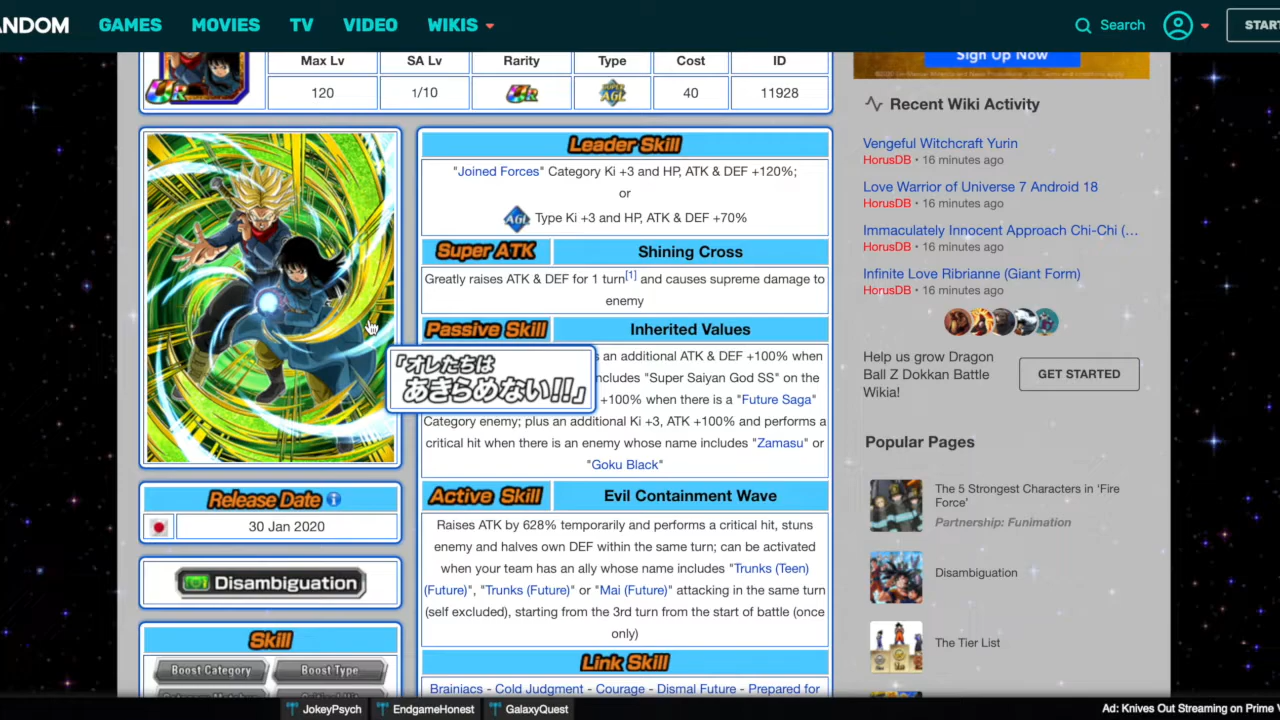 ANDOM GAMES MOVIES TV VIDEO WIKIS Search START
Max Lv SA Lv Rarity Type Cost ID
120 1/10 UR SUPER AGL 40 11928
UR
Leader Skill
"Joined Forces" Category Ki +3 and HP, ATK & DEF +120%;
or
AGL Type Ki +3 and HP, ATK & DEF +70%
Super ATK Shining Cross
Greatly raises ATK & DEF for 1 turn[1] and causes supreme damage to
enemy
Passive Skill Inherited Values
s an additional ATK & DEF +100% when
ncludes "Super Saiyan God SS" on the
+100% when there is a "Future Saga"
Category enemy; plus an additional Ki +3, ATK +100% and performs a
critical hit when there is an enemy whose name includes "Zamasu" or
"Goku Black"
「オレたちは
あきらめない!!」
Active Skill Evil Containment Wave
Raises ATK by 628% temporarily and performs a critical hit, stuns
enemy and halves own DEF within the same turn; can be activated
when your team has an ally whose name includes "Trunks (Teen)
(Future)", "Trunks (Future)" or "Mai (Future)" attacking in the same turn
(self excluded), starting from the 3rd turn from the start of battle (once
only)
Link Skill
Brainiacs - Cold Judgment - Courage - Dismal Future - Prepared for
Release Date
30 Jan 2020
Disambiguation
Skill
Boost Category Boost Type
Sign Up Now
Recent Wiki Activity
Vengeful Witchcraft Yurin
HorusDB • 16 minutes ago
Love Warrior of Universe 7 Android 18
HorusDB • 16 minutes ago
Immaculately Innocent Approach Chi-Chi (…
HorusDB • 16 minutes ago
Infinite Love Ribrianne (Giant Form)
HorusDB • 16 minutes ago
Help us grow Dragon
Ball Z Dokkan Battle
Wikia!
GET STARTED
Popular Pages
The 5 Strongest Characters in 'Fire
Force'
Partnership: Funimation
Disambiguation
The Tier List
JokeyPsych EndgameHonest GalaxyQuest Ad: Knives Out Streaming on Prime V